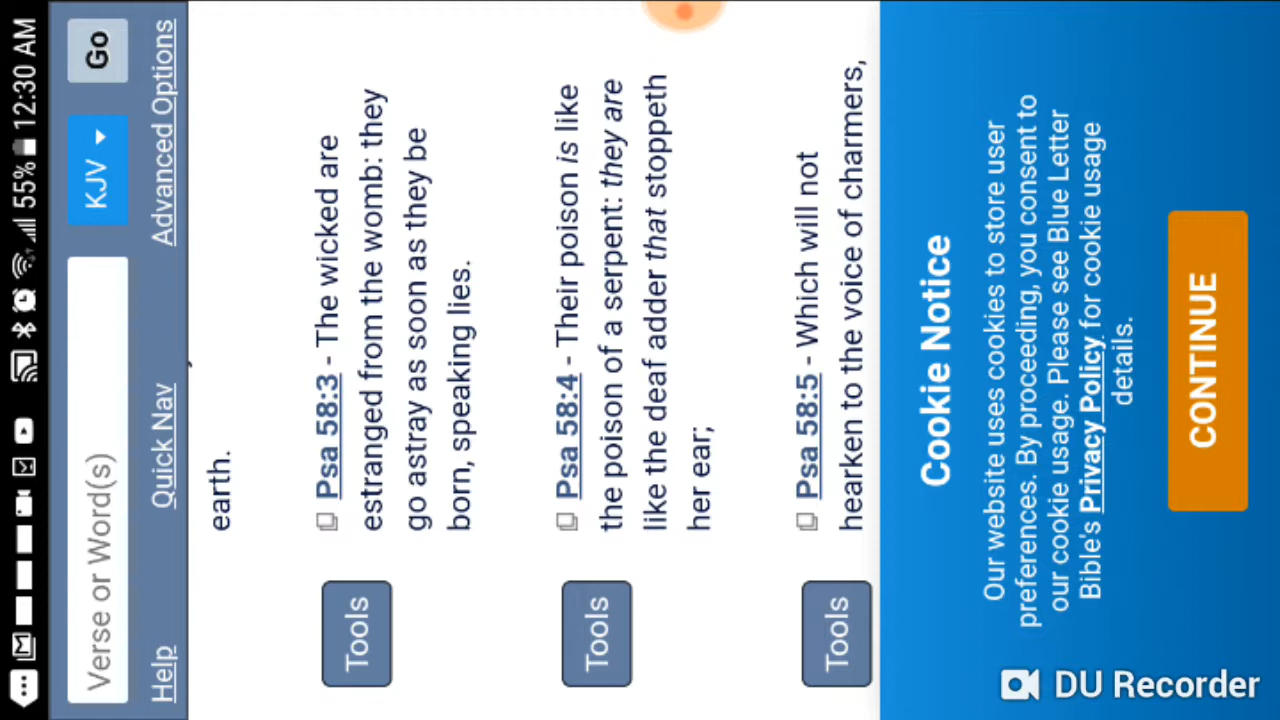 55% 12:30 AM
Verse or Word(s)
KJV
Go
Help
Quick Nav
Advanced Options
earth.
Tools
Psa 58:3 - The wicked are
estranged from the womb: they
go astray as soon as they be
born, speaking lies.
Tools
Psa 58:4 - Their poison is like
the poison of a serpent: they are
like the deaf adder that stoppeth
her ear;
Tools
Psa 58:5 - Which will not
hearken to the voice of charmers,
Cookie Notice
Our website uses cookies to store user
preferences. By proceeding, you consent to
our cookie usage. Please see Blue Letter
Bible's Privacy Policy for cookie usage
details.
CONTINUE
DU Recorder